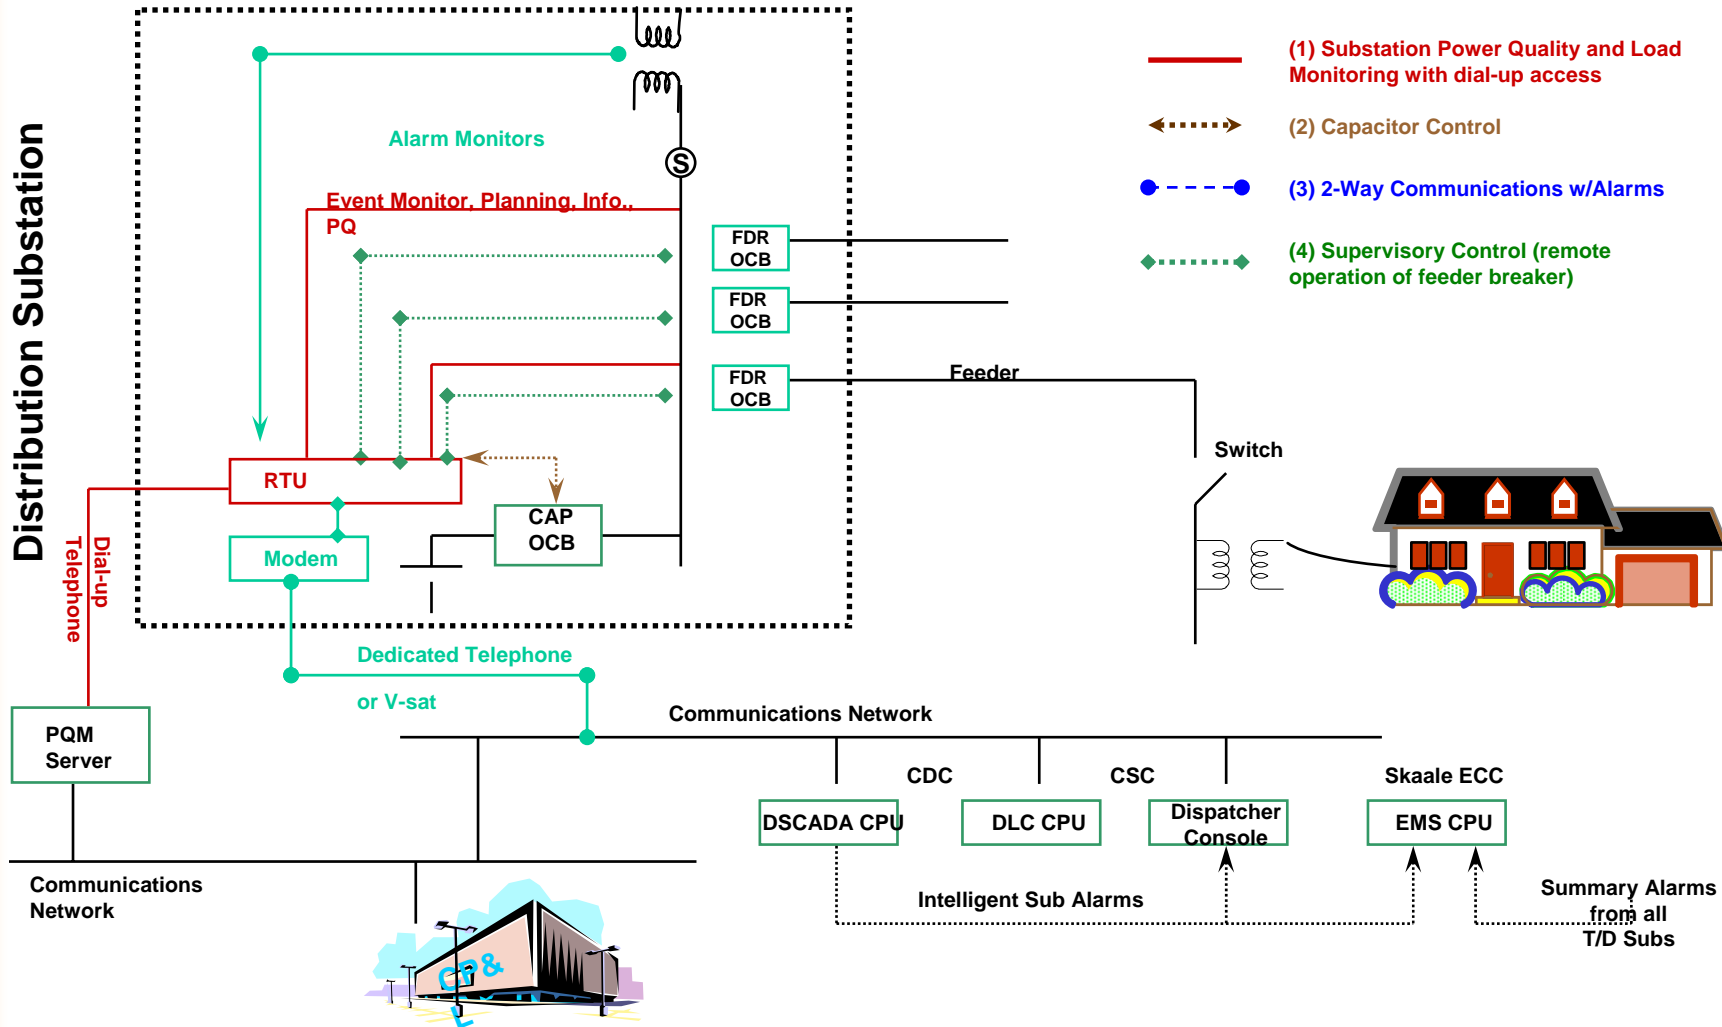 Distribution Substation
(1) Substation Power Quality and Load
Monitoring with dial-up access
(2) Capacitor Control
(3) 2-Way Communications w/Alarms
(4) Supervisory Control (remote
operation of feeder breaker)
Alarm Monitors
S
Event Monitor, Planning, Info.,
PQ
FDR
OCB
FDR
OCB
FDR
OCB
Feeder
Switch
RTU
CAP
OCB
Modem
Dial-up
Telephone
Dedicated Telephone
or V-sat
PQM
Server
Communications Network
CDC
CSC
Skaale ECC
DSCADA CPU
DLC CPU
Dispatcher
Console
EMS CPU
Communications
Network
Intelligent Sub Alarms
Summary Alarms
from all
T/D Subs
CP&
L